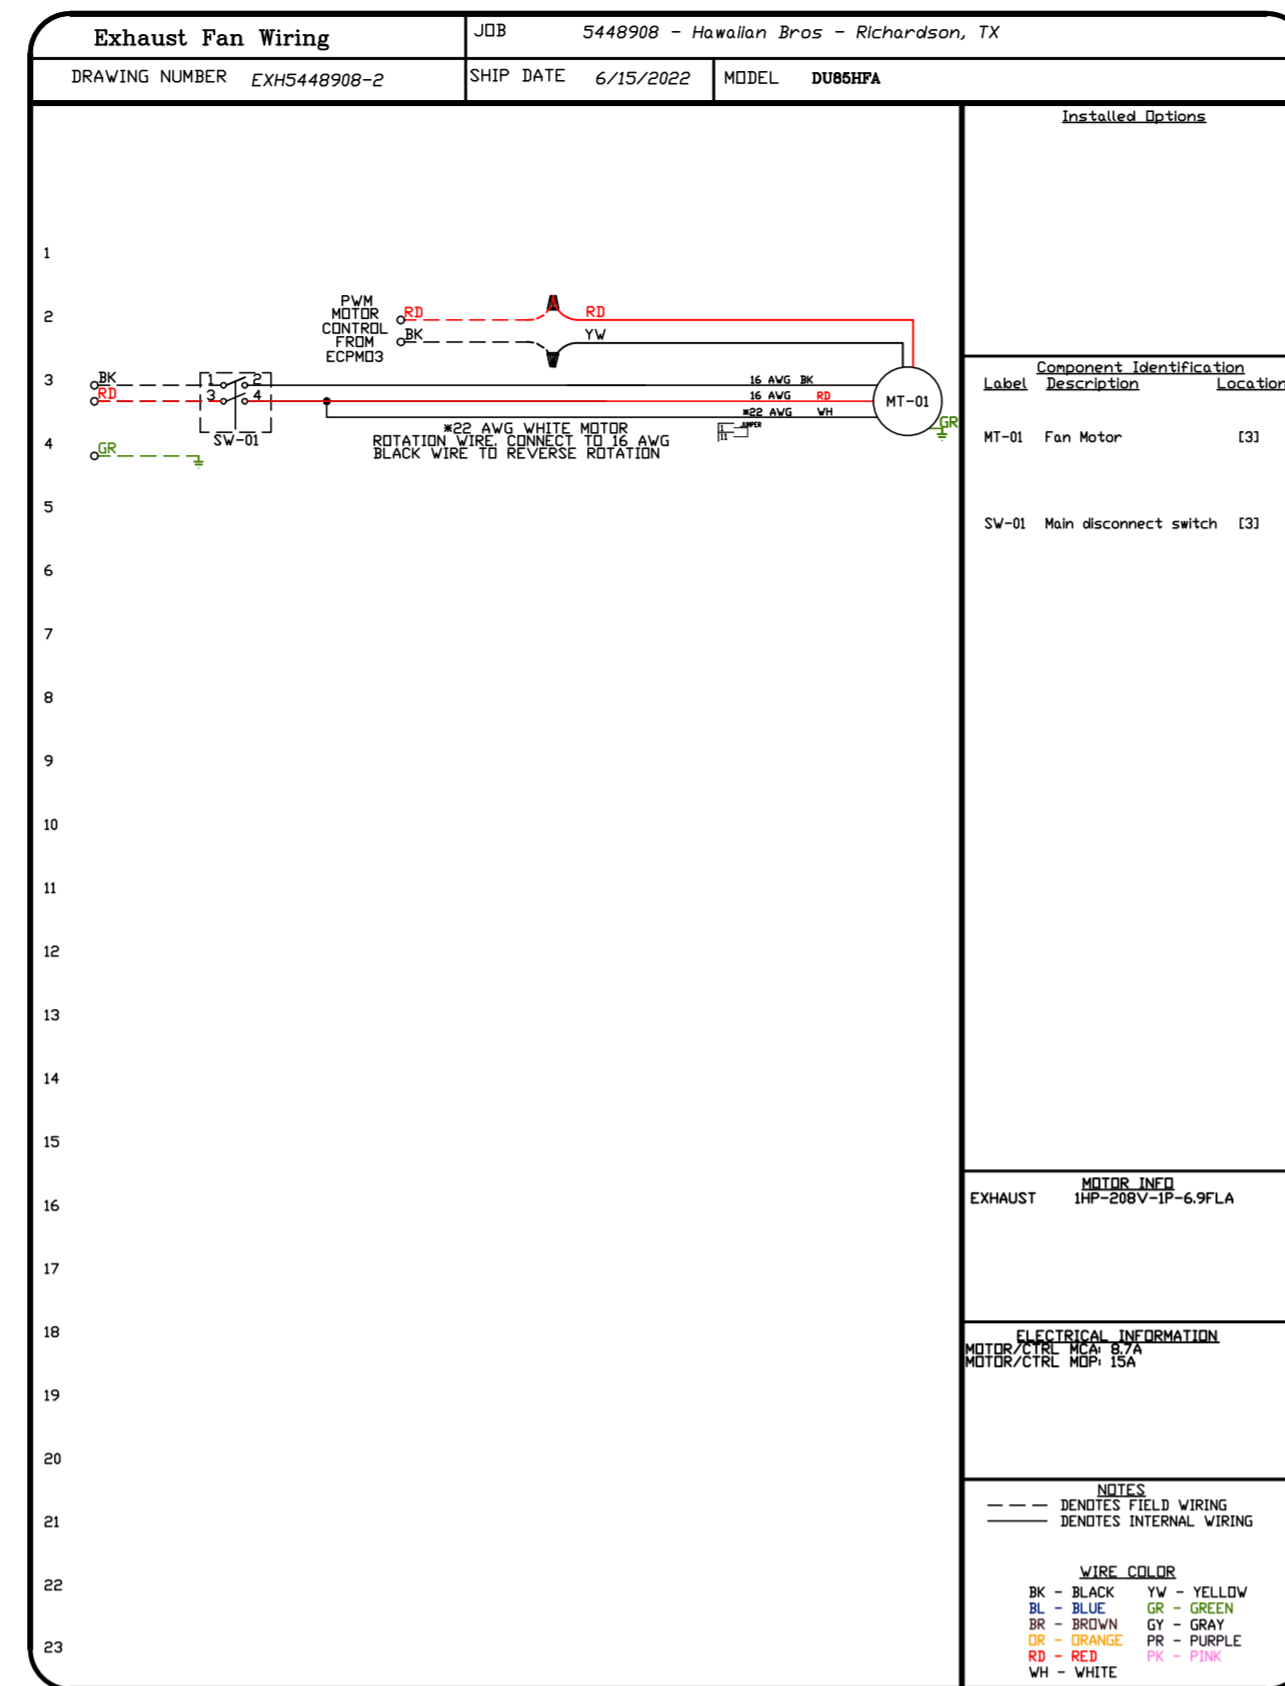 Exhaust Fan Wiring
JOB 5448908 - Hawaiian Bros - Richardson, TX
DRAWING NUMBER EXH5448908-2
SHIP DATE 6/15/2022
MODEL DU85HFA
Installed Options
1
2
PWM
MOTOR
CONTROL
FROM
ECPM03
RD
RD
BK
YW
3
BK
RD
1 2
3 4
SW-01
16 AWG BK
16 AWG RD
*22 AWG WH
MT-01
GR
1
11
JUMPER
*22 AWG WHITE MOTOR
ROTATION WIRE. CONNECT TO 16 AWG
BLACK WIRE TO REVERSE ROTATION
4
GR
5
6
7
8
9
10
11
12
13
14
15
16
17
18
19
20
21
22
23
Component Identification
Label Description Location
MT-01 Fan Motor [3]
SW-01 Main disconnect switch [3]
MOTOR INFO
EXHAUST 1HP-208V-1P-6.9FLA
ELECTRICAL INFORMATION
MOTOR/CTRL MCA: 8.7A
MOTOR/CTRL MOP: 15A
NOTES
DENOTES FIELD WIRING
DENOTES INTERNAL WIRING
WIRE COLOR
BK - BLACK YW - YELLOW
BL - BLUE GR - GREEN
BR - BROWN GY - GRAY
OR - ORANGE PR - PURPLE
RD - RED PK - PINK
WH - WHITE